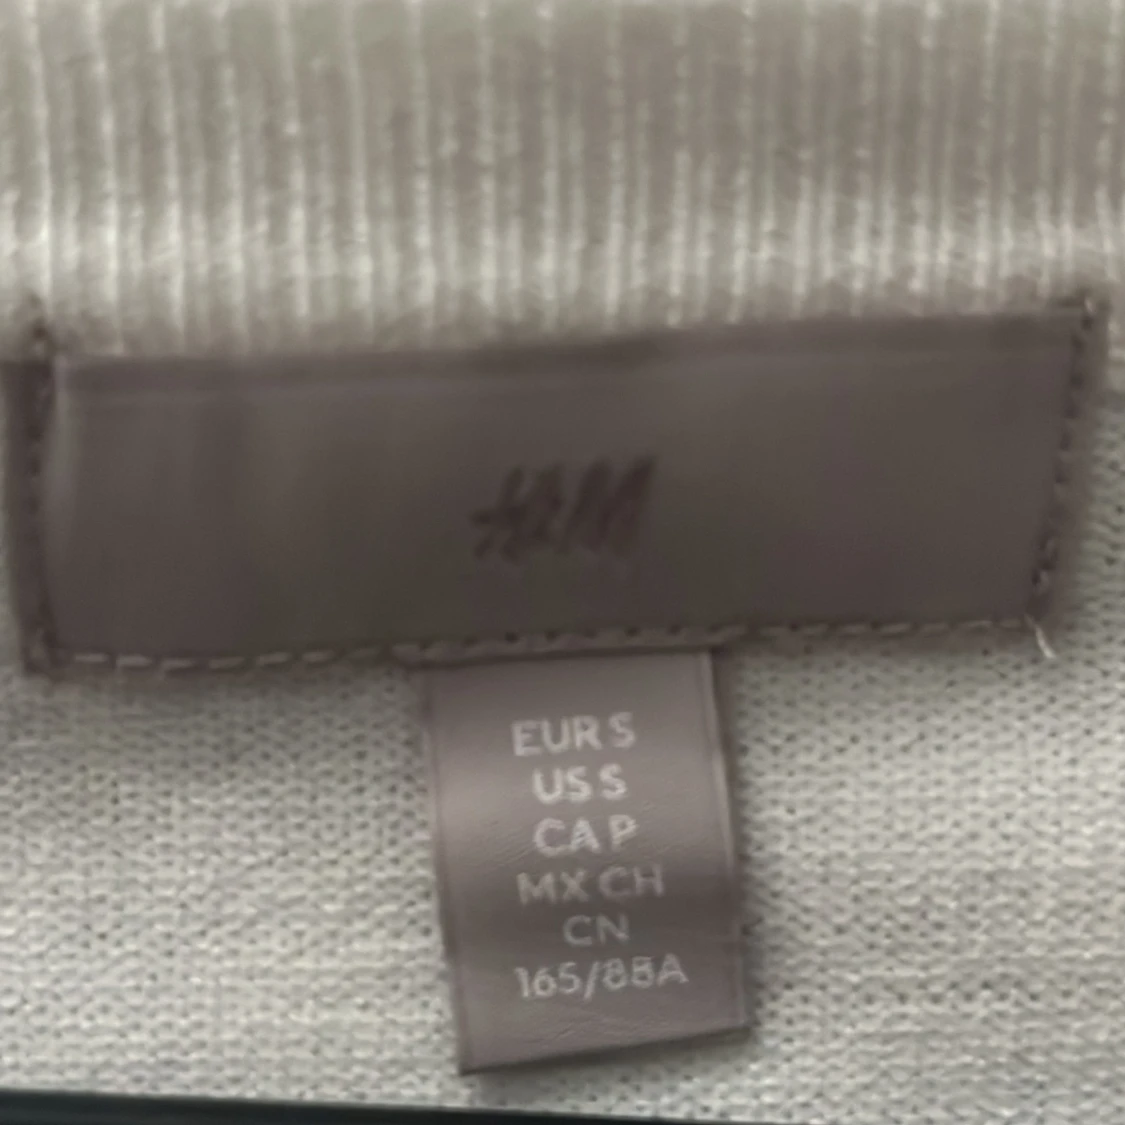 H&M
EUR S
US S
CA P
MX CH
CN
165/88A